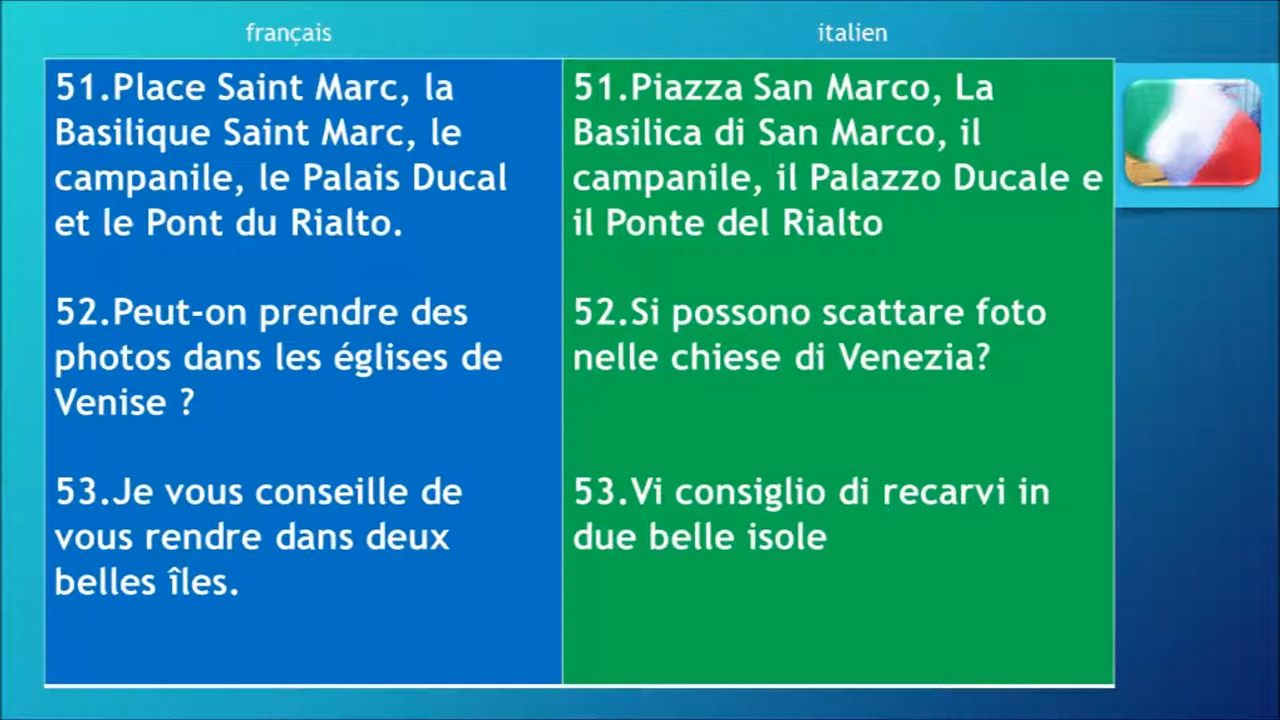 français
italien
51.Place Saint Marc, la
Basilique Saint Marc, le
campanile, le Palais Ducal
et le Pont du Rialto.
52.Peut-on prendre des
photos dans les églises de
Venise ?
53.Je vous conseille de
vous rendre dans deux
belles îles.
51.Piazza San Marco, La
Basilica di San Marco, il
campanile, il Palazzo Ducale e
il Ponte del Rialto
52.Si possono scattare foto
nelle chiese di Venezia?
53.Vi consiglio di recarvi in
due belle isole